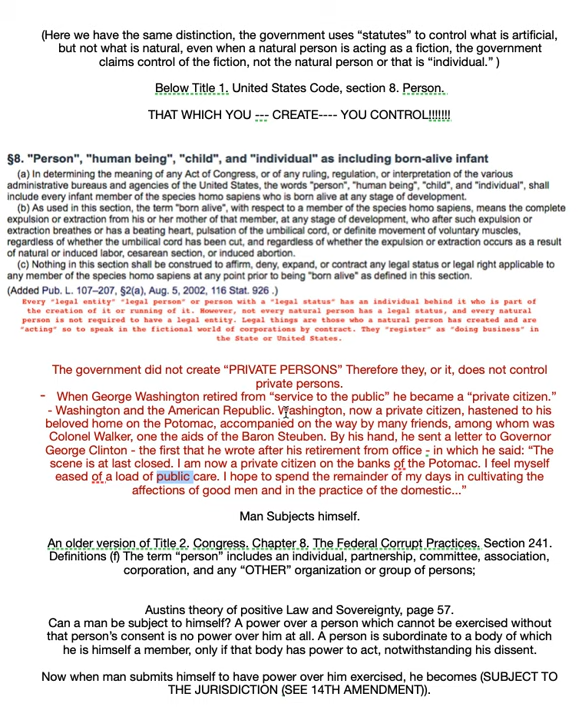 (Here we have the same distinction, the government uses “statutes” to control what is artificial,
but not what is natural, even when a natural person is acting as a fiction, the government
claims control of the fiction, not the natural person or that is “individual.” )
Below Title 1. United States Code, section 8. Person.
THAT WHICH YOU --- CREATE---- YOU CONTROL!!!!!!!
§8. "Person", "human being", "child", and "individual" as including born-alive infant
(a) In determining the meaning of any Act of Congress, or of any ruling, regulation, or interpretation of the various
administrative bureaus and agencies of the United States, the words "person", "human being", "child", and "individual", shall
include every infant member of the species homo sapiens who is born alive at any stage of development.
(b) As used in this section, the term "born alive", with respect to a member of the species homo sapiens, means the complete
expulsion or extraction from his or her mother of that member, at any stage of development, who after such expulsion or
extraction breathes or has a beating heart, pulsation of the umbilical cord, or definite movement of voluntary muscles,
regardless of whether the umbilical cord has been cut, and regardless of whether the expulsion or extraction occurs as a result
of natural or induced labor, cesarean section, or induced abortion.
(c) Nothing in this section shall be construed to affirm, deny, expand, or contract any legal status or legal right applicable to
any member of the species homo sapiens at any point prior to being "born alive" as defined in this section.
(Added Pub. L. 107–207, §2(a), Aug. 5, 2002, 116 Stat. 926 .)
Every "legal entity" "legal person" or person with a "legal status" has an individual behind it who is part of
the creation of it or running of it. However, not every natural person has a legal status, and every natural
person is not required to have a legal entity. Legal things are those who a natural person has created and are
"acting" so to speak in the fictional world of corporations by contract. They "register" as "doing business" in
the State or United States.
The government did not create “PRIVATE PERSONS” Therefore they, or it, does not control
private persons.
- When George Washington retired from “service to the public” he became a “private citizen.”
- Washington and the American Republic. Washington, now a private citizen, hastened to his
beloved home on the Potomac, accompanied on the way by many friends, among whom was
Colonel Walker, one the aids of the Baron Steuben. By his hand, he sent a letter to Governor
George Clinton - the first that he wrote after his retirement from office - in which he said: “The
scene is at last closed. I am now a private citizen on the banks of the Potomac. I feel myself
eased of a load of public care. I hope to spend the remainder of my days in cultivating the
affections of good men and in the practice of the domestic...”
Man Subjects himself.
An older version of Title 2. Congress. Chapter 8. The Federal Corrupt Practices. Section 241.
Definitions (f) The term “person” includes an individual, partnership, committee, association,
corporation, and any “OTHER” organization or group of persons;
Austins theory of positive Law and Sovereignty, page 57.
Can a man be subject to himself? A power over a person which cannot be exercised without
that person’s consent is no power over him at all. A person is subordinate to a body of which
he is himself a member, only if that body has power to act, notwithstanding his dissent.
Now when man submits himself to have power over him exercised, he becomes (SUBJECT TO
THE JURISDICTION (SEE 14TH AMENDMENT)).